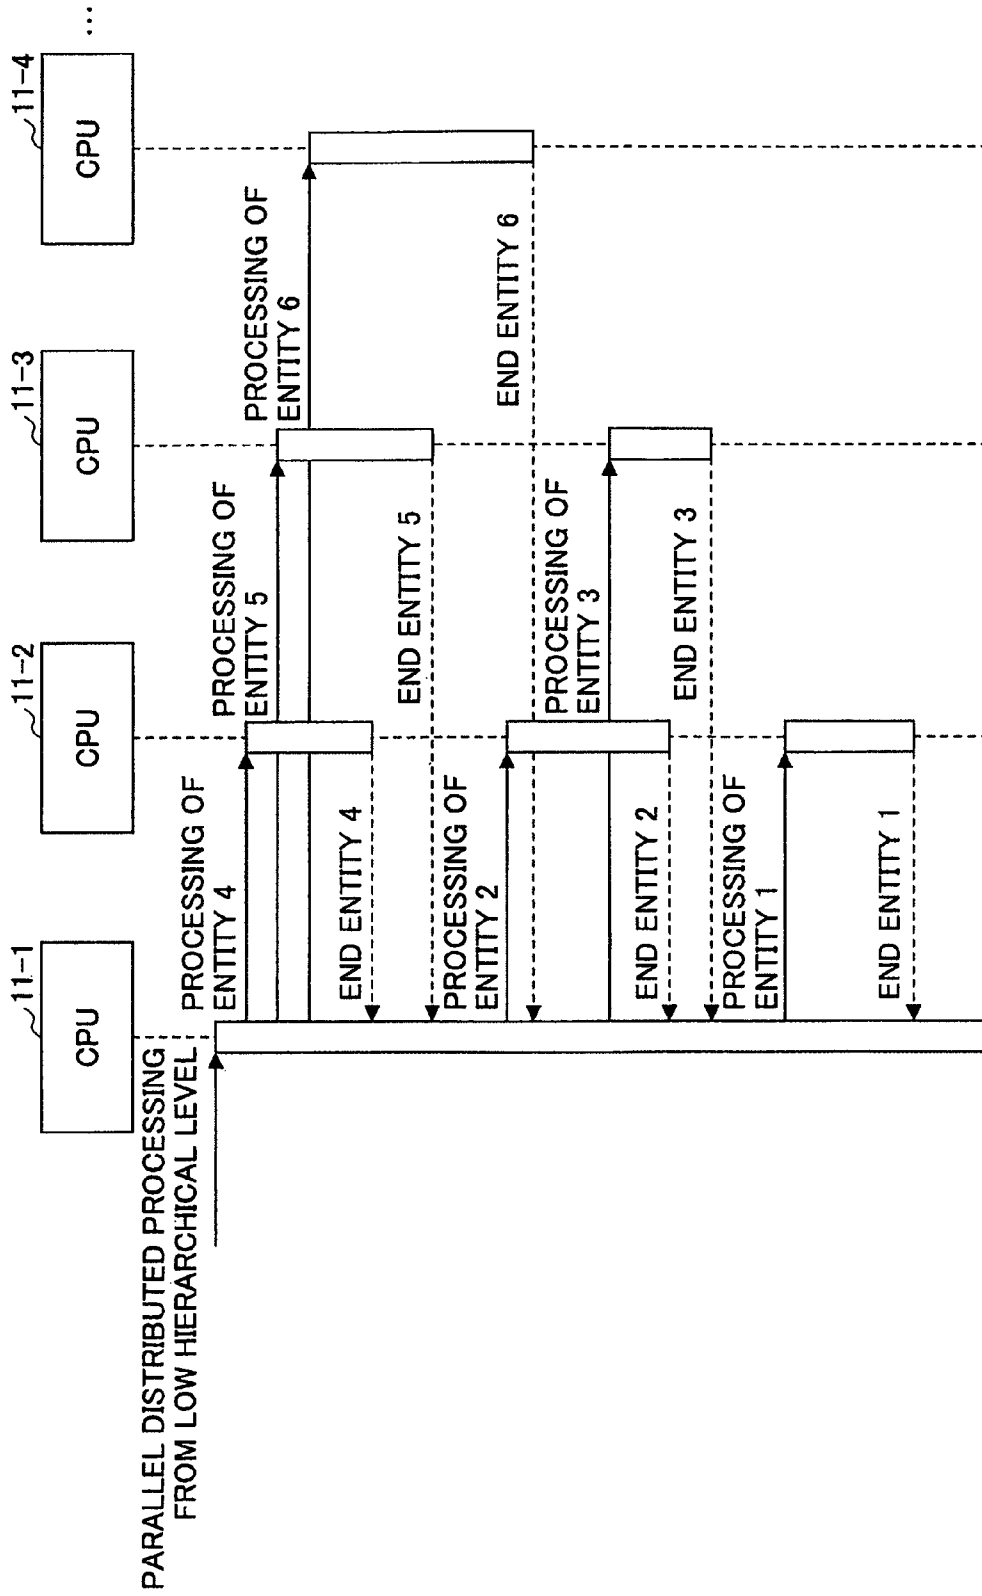 11-1
CPU
11-2
CPU
11-3
CPU
11-4
CPU
...
PARALLEL DISTRIBUTED PROCESSING
FROM LOW HIERARCHICAL LEVEL
PROCESSING OF
ENTITY 4
PROCESSING OF
ENTITY 5
PROCESSING OF
ENTITY 6
END ENTITY 4
END ENTITY 5
PROCESSING OF
ENTITY 2
END ENTITY 6
PROCESSING OF
ENTITY 3
END ENTITY 2
END ENTITY 3
PROCESSING OF
ENTITY 1
END ENTITY 1